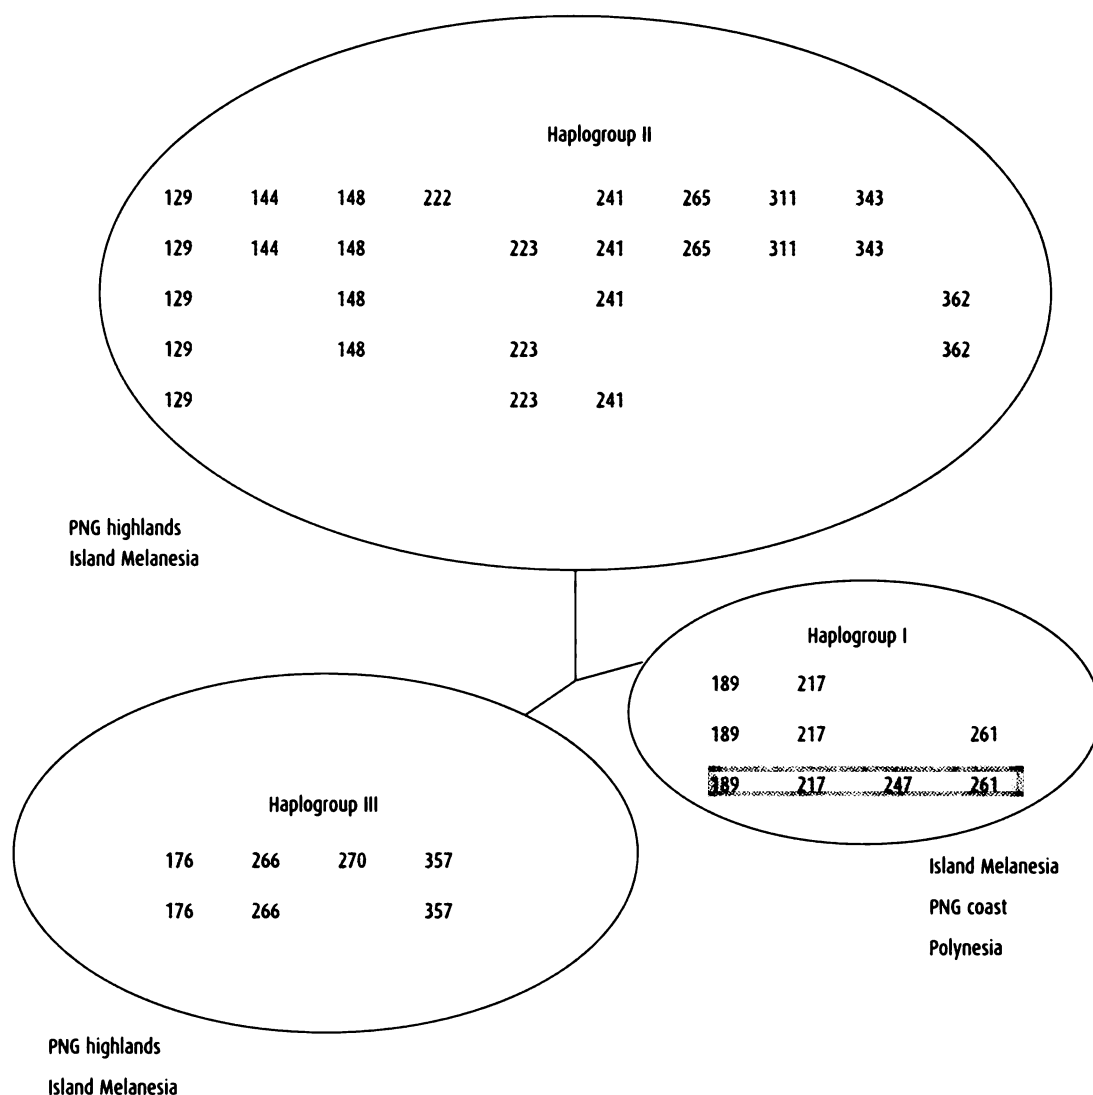 Haplogroup II
129 144 148 222 241 265 311 343
129 144 148 223 241 265 311 343
129 148 241 362
129 148 223 362
129 223 241
PNG highlands
Island Melanesia
Haplogroup I
189 217
189 217 261
189 217 247 261
Island Melanesia
PNG coast
Polynesia
Haplogroup III
176 266 270 357
176 266 357
PNG highlands
Island Melanesia